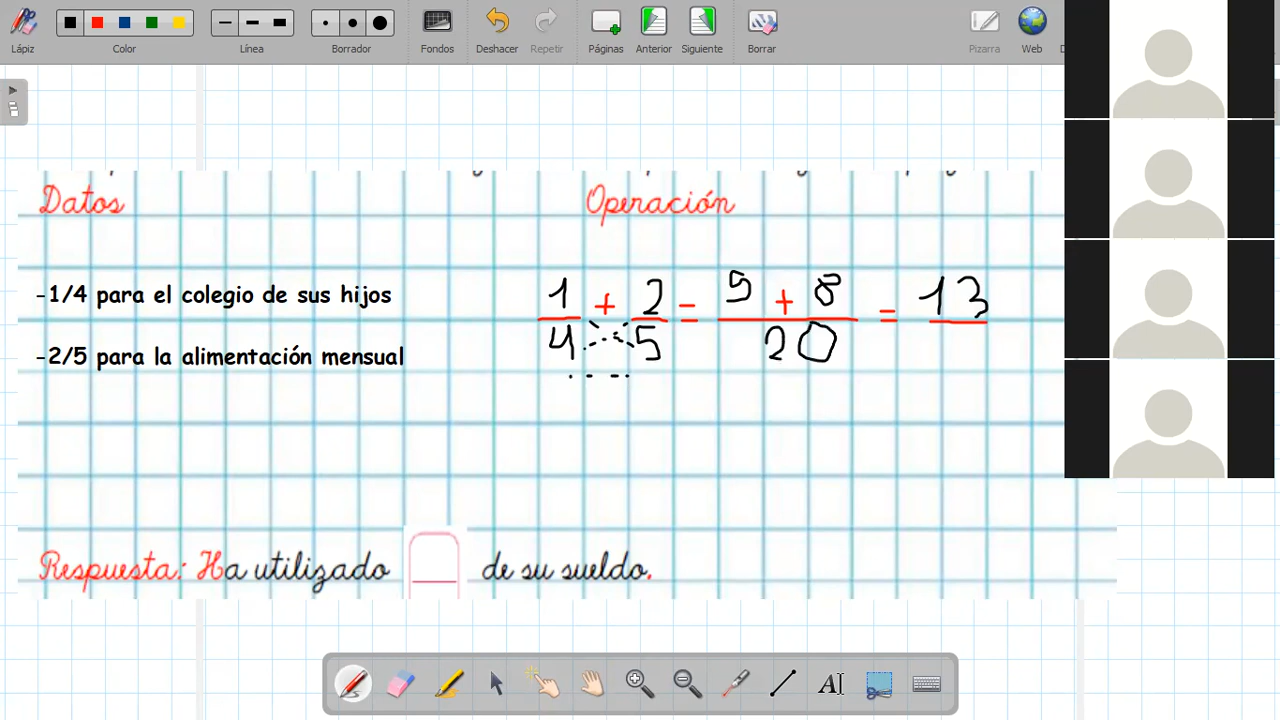 Lápiz Color Línea Borrador Fondos Deshacer Repetir Páginas Anterior Siguiente Borrar Pizarra Web
Datos Operación
-1/4 para el colegio de sus hijos
-2/5 para la alimentación mensual
1/4 + 2/5 = 5 + 8/20 = 13
Respuesta: Ha utilizado de su sueldo.